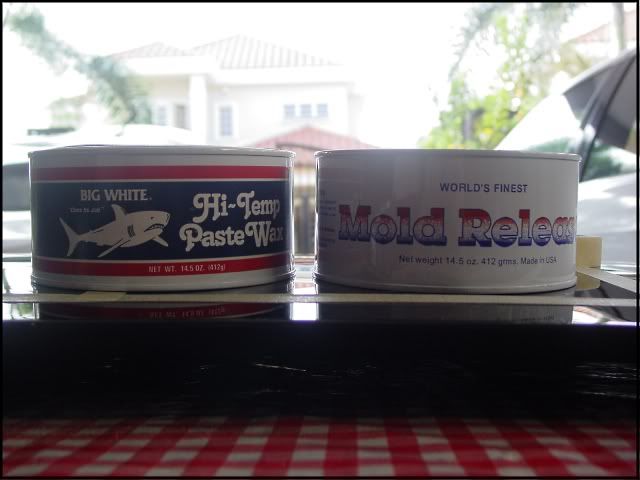 BIG WHITE
Hi-Temp
Paste Wax
NET WT. 14.5 OZ. (412g)
WORLD'S FINEST
Mold Releas
Net weight 14.5 oz. 412 grms. Made in USA